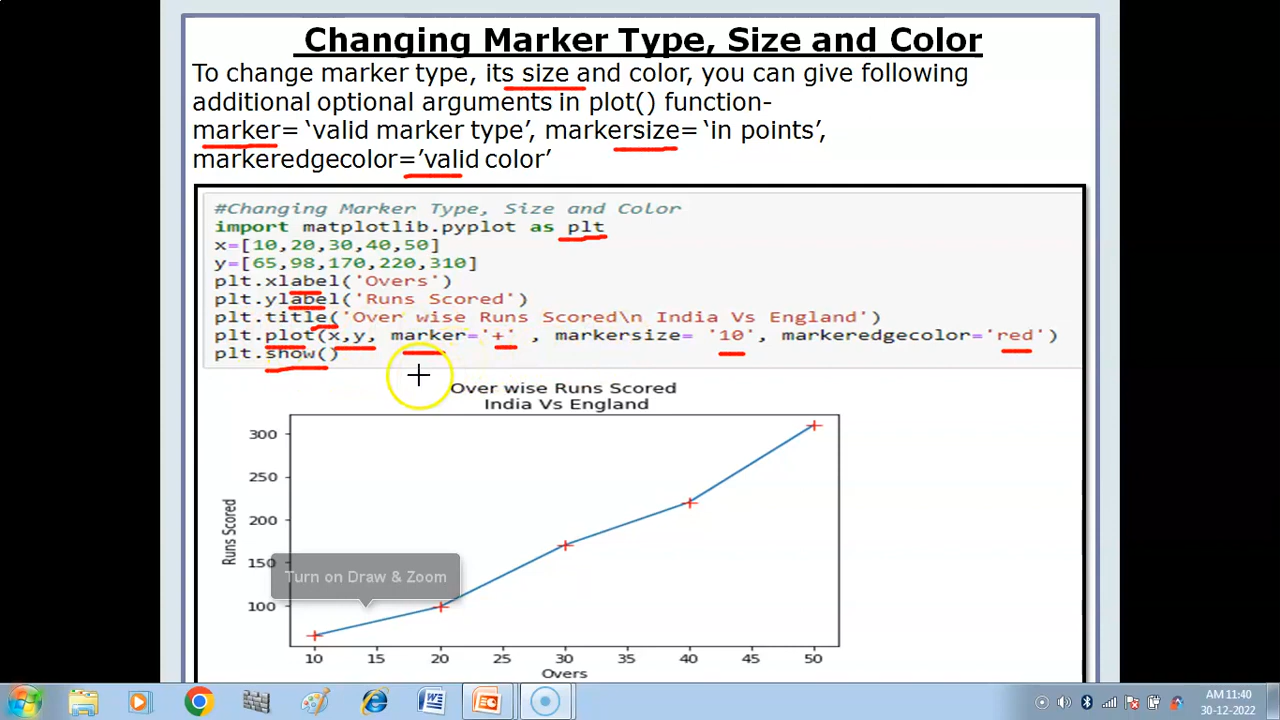 Changing Marker Type, Size and Color
To change marker type, its size and color, you can give following
additional optional arguments in plot() function-
marker= ‘valid marker type’, markersize= ‘in points’,
markeredgecolor=’valid color’
#Changing Marker Type, Size and Color
import matplotlib.pyplot as plt
x=[10,20,30,40,50]
y=[65,98,170,220,310]
plt.xlabel('Overs')
plt.ylabel('Runs Scored')
plt.title('Over wise Runs Scored\n India Vs England')
plt.plot(x,y, marker='+' , markersize= '10', markeredgecolor='red')
plt.show()
Over wise Runs Scored
India Vs England
300
250
200
150
100
Runs Scored
Turn on Draw & Zoom
10 15 20 25 30 35 40 45 50
Overs
AM 11:40
30-12-2022